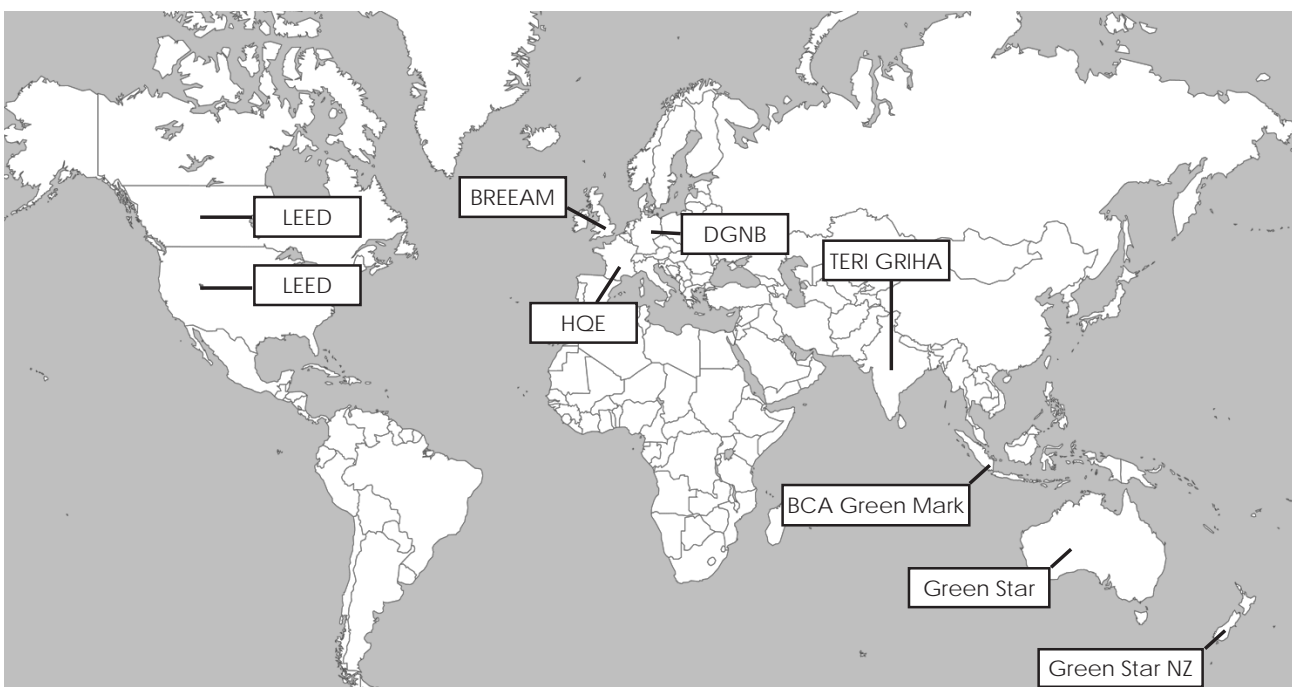 BREEAM
LEED
DGNB
TERI GRIHA
LEED
HQE
BCA Green Mark
Green Star
Green Star NZ